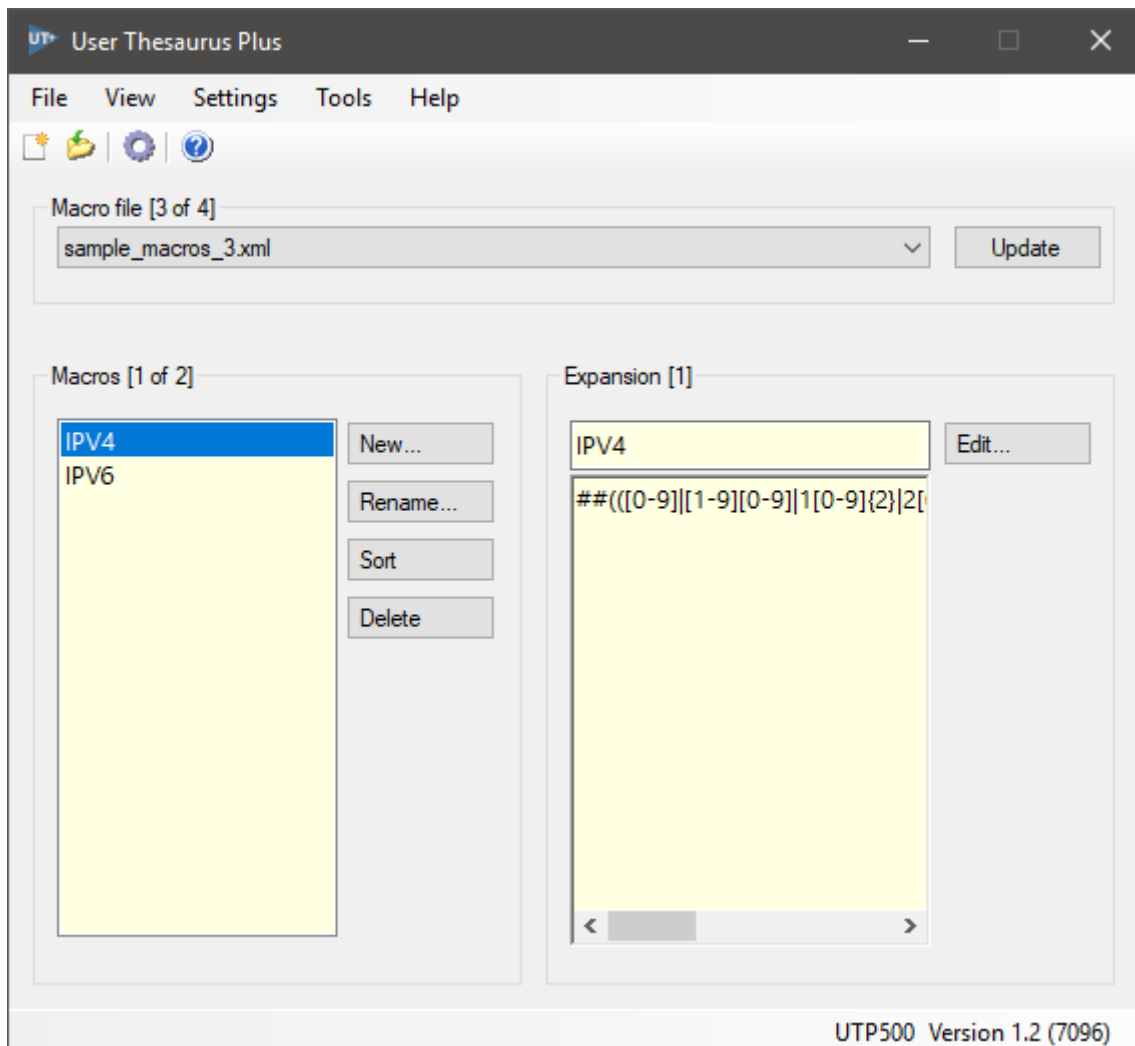 UT+ User Thesaurus Plus
File View Settings Tools Help
Macro file [3 of 4]
sample_macros_3.xml Update
Macros [1 of 2]
IPV4
IPV6
New...
Rename...
Sort
Delete
Expansion [1]
IPV4 Edit...
##(([0-9]|[1-9][0-9]|1[0-9]{2}|2[
UTP500 Version 1.2 (7096)